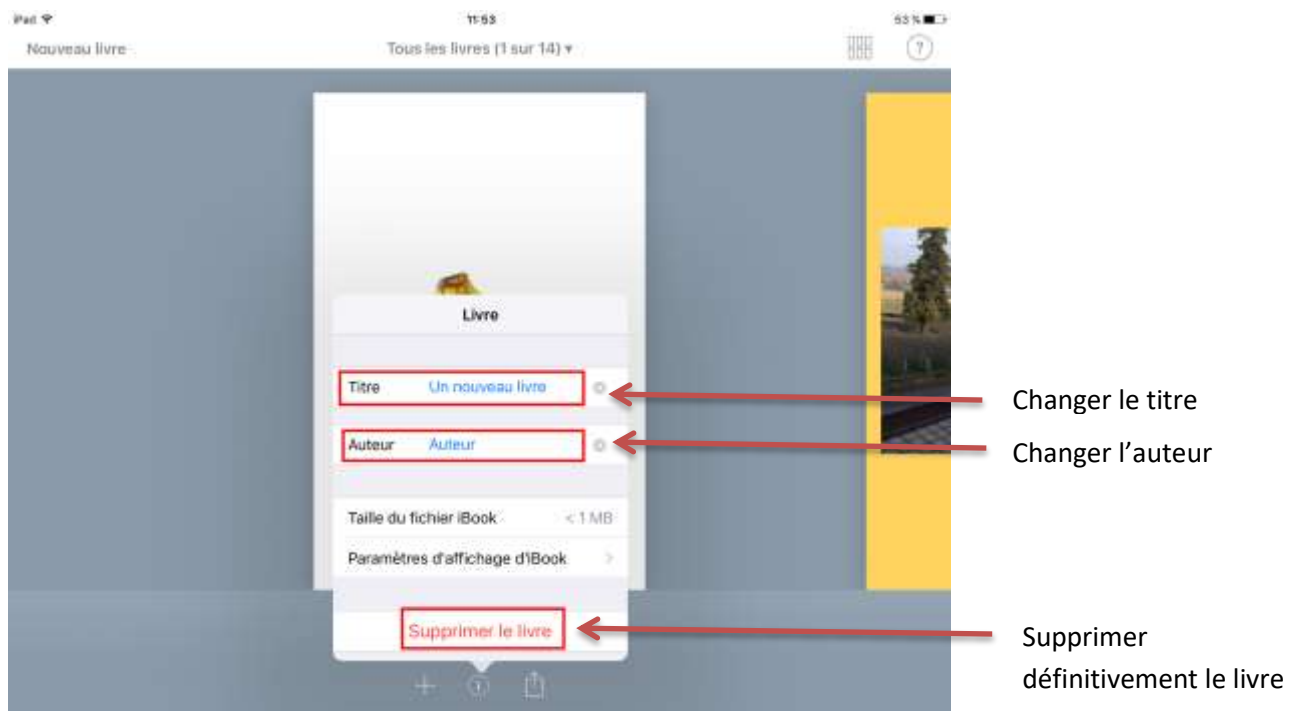 iPad 11:53 53 %
Nouveau livre Tous les livres (1 sur 14) ▾ ?
Livre
Titre Un nouveau livre
Changer le titre
Auteur Auteur
Changer l’auteur
Taille du fichier iBook < 1 MB
Paramètres d'affichage d'iBook >
Supprimer le livre
Supprimer
définitivement le livre